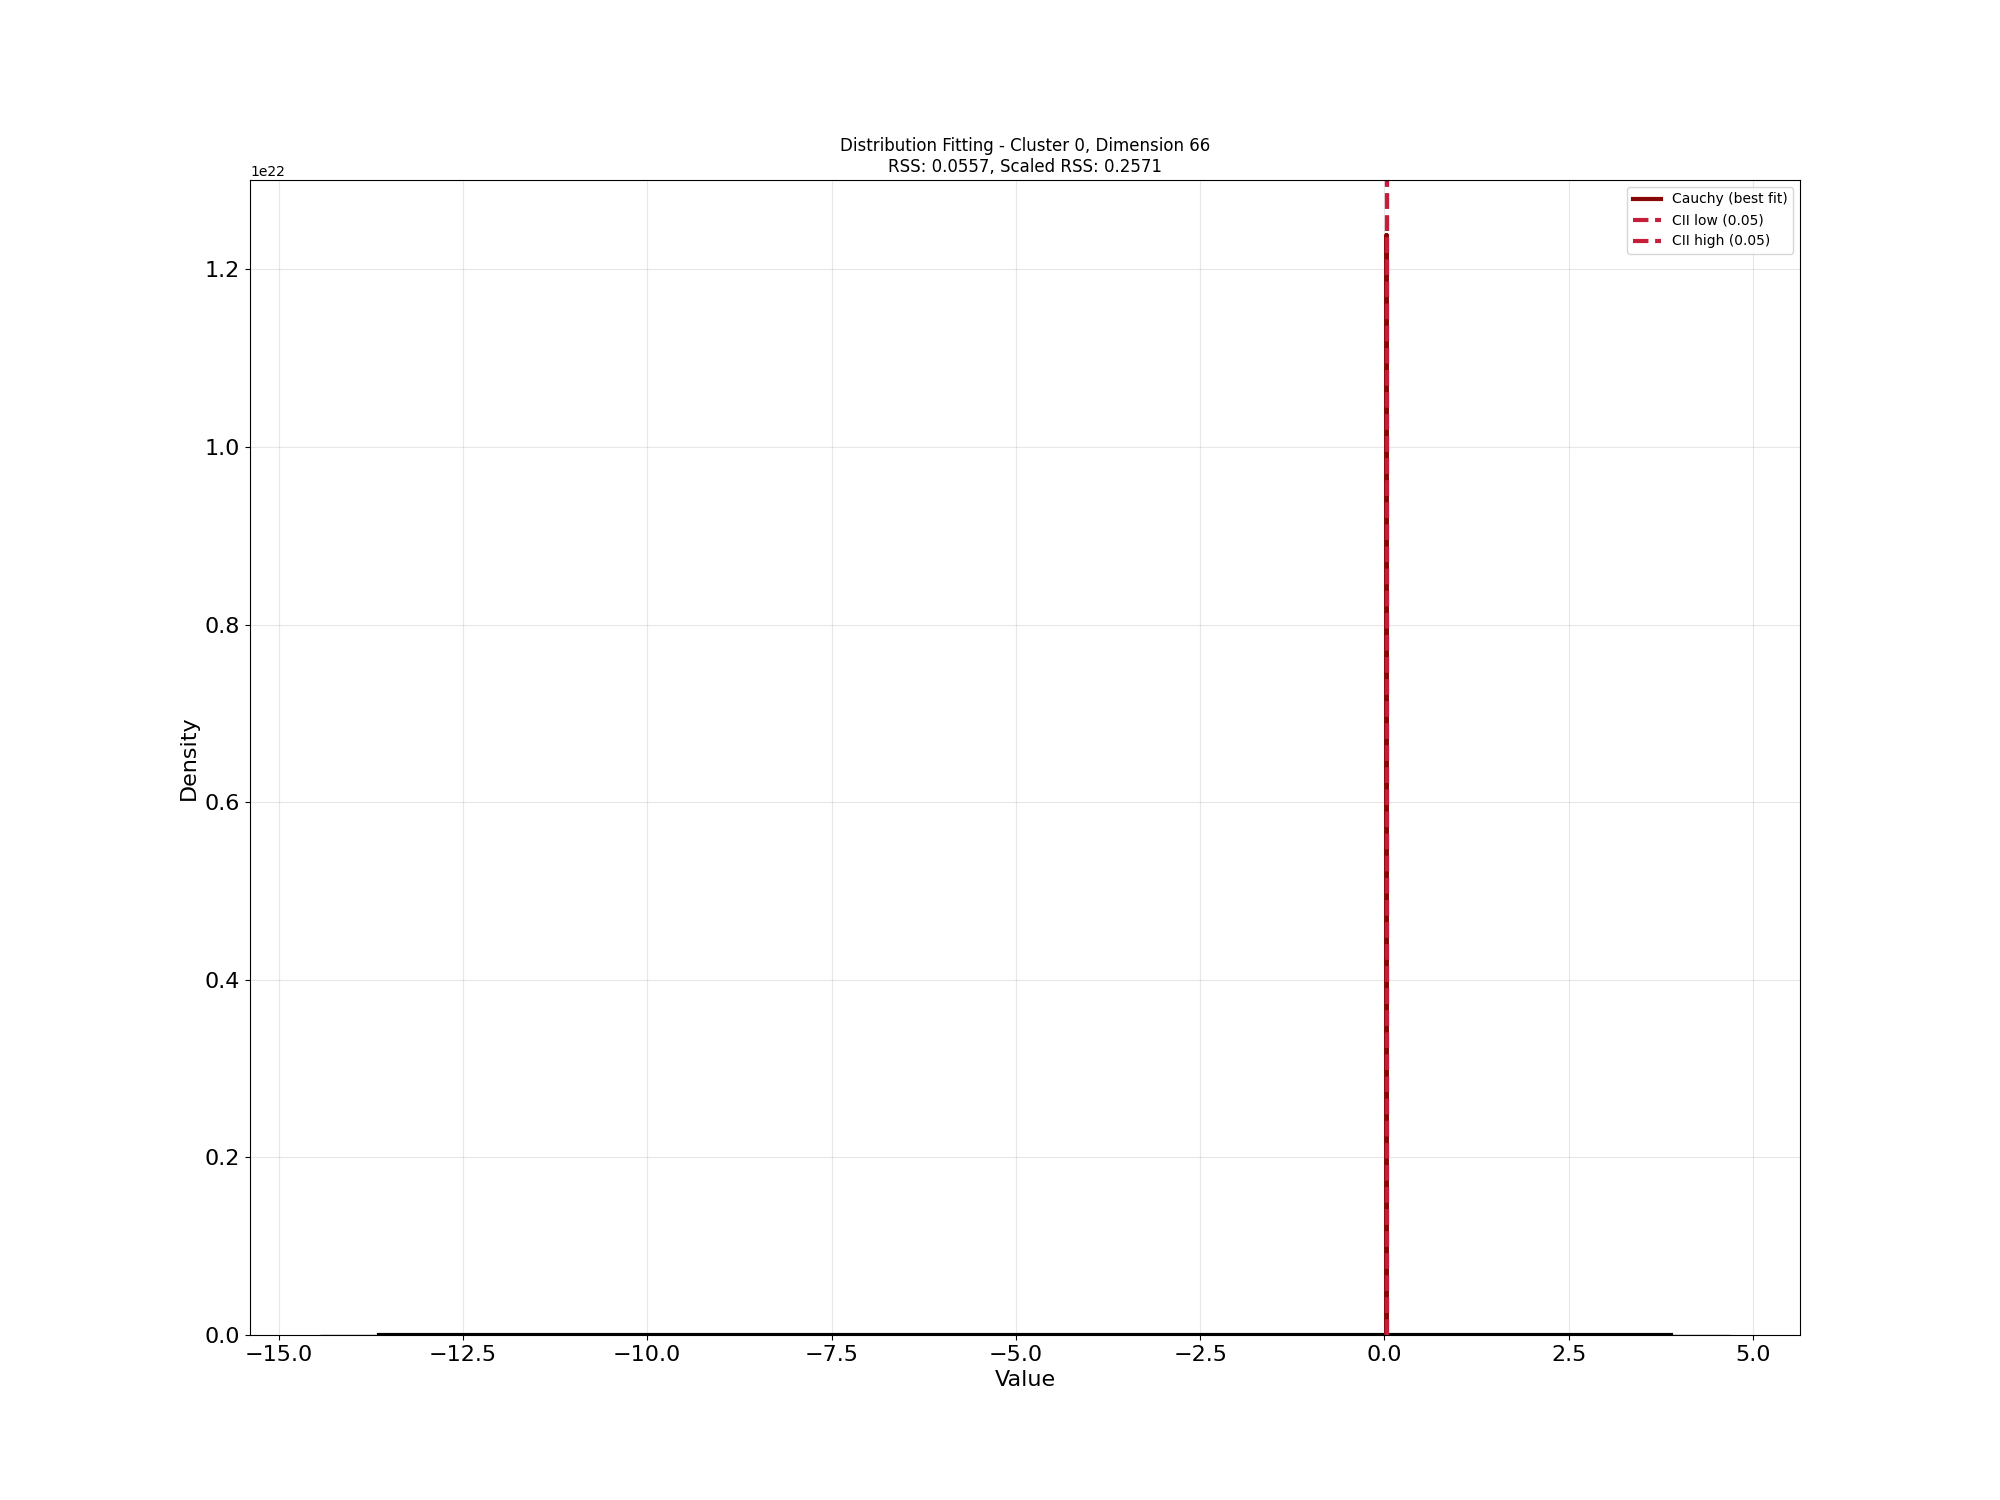 Distribution Fitting - Cluster 0, Dimension 66
RSS: 0.0557, Scaled RSS: 0.2571
1e22
Cauchy (best fit)
CII low (0.05)
CII high (0.05)
1.2
1.0
0.8
0.6
0.4
0.2
0.0
Density
−15.0 −12.5 −10.0 −7.5 −5.0 −2.5 0.0 2.5 5.0
Value